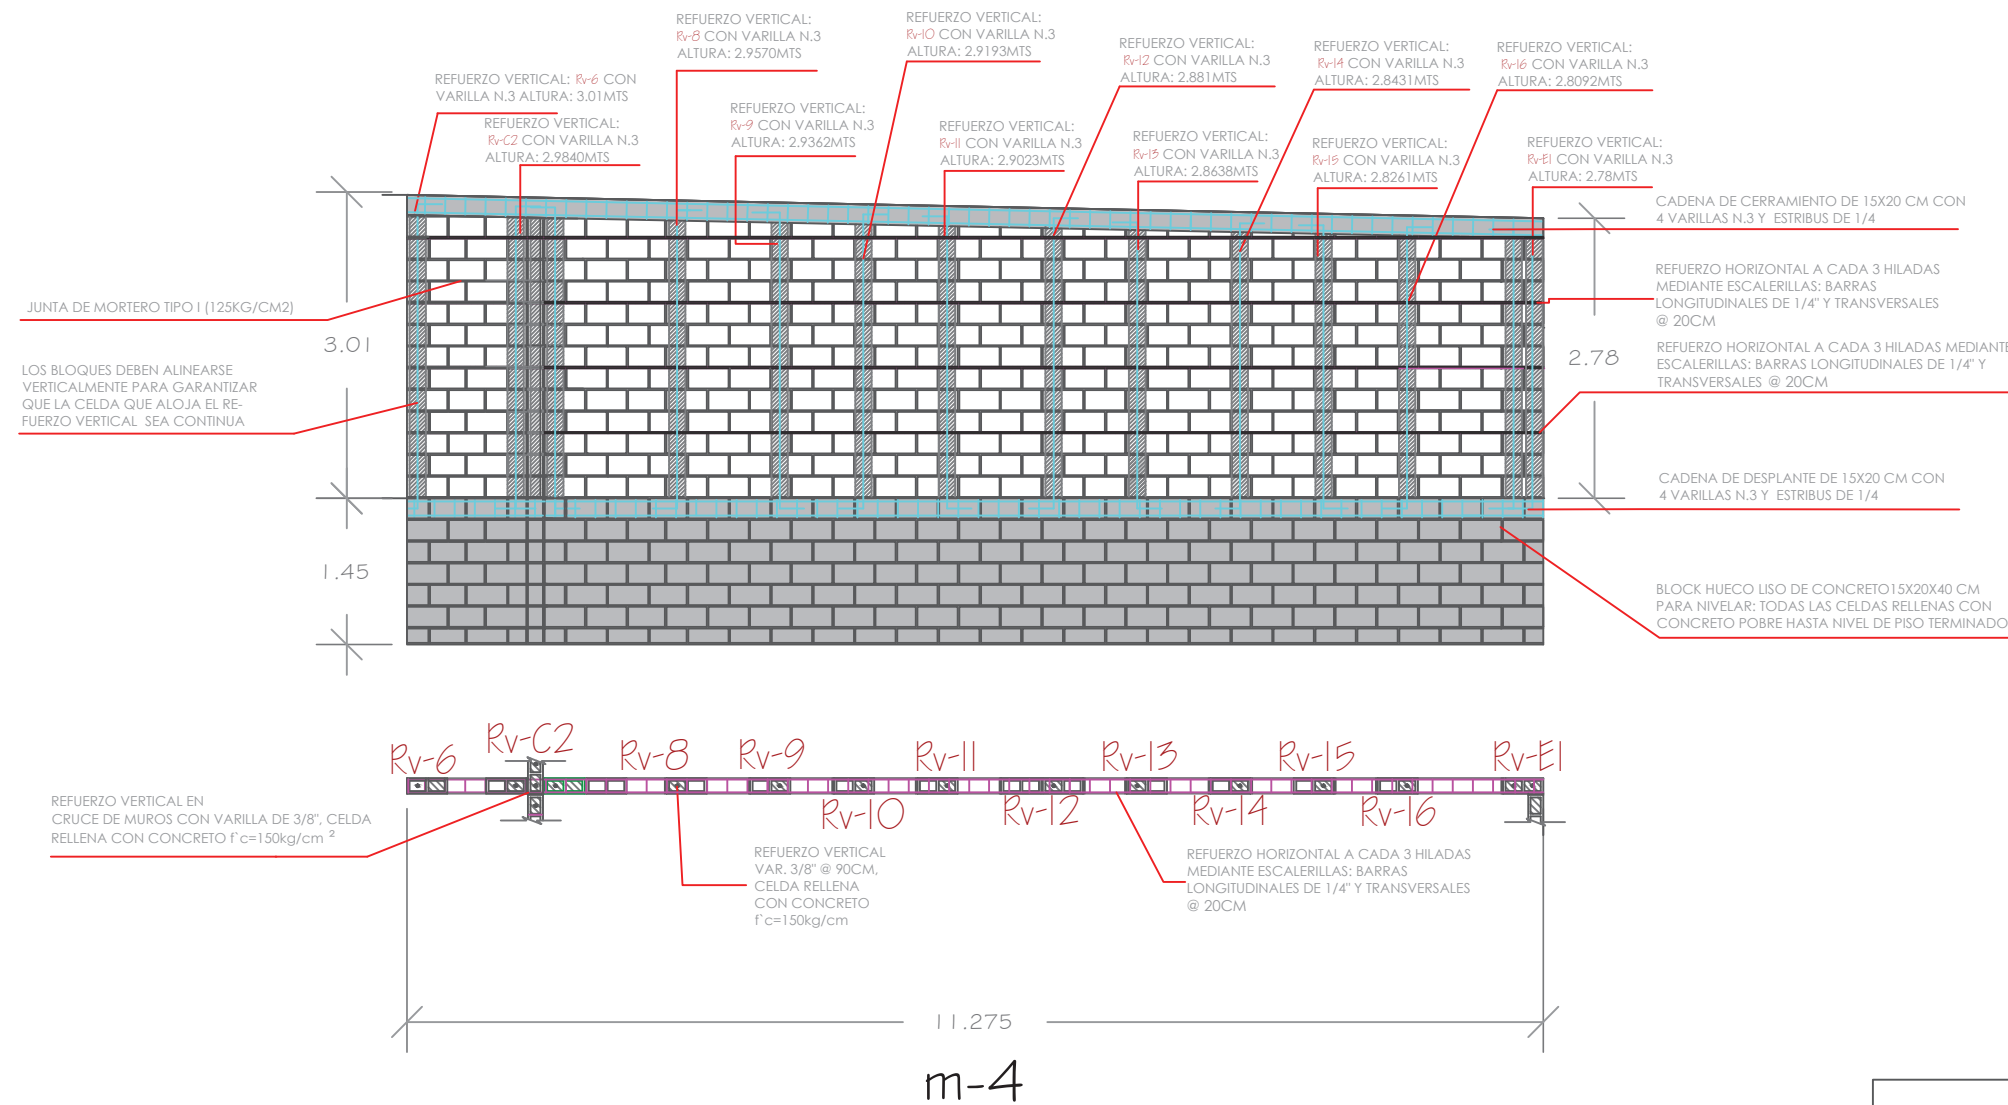 REFUERZO VERTICAL:
Rv-8 CON VARILLA N.3
ALTURA: 2.9570MTS
REFUERZO VERTICAL:
Rv-10 CON VARILLA N.3
ALTURA: 2.9193MTS
REFUERZO VERTICAL:
Rv-12 CON VARILLA N.3
ALTURA: 2.881MTS
REFUERZO VERTICAL:
Rv-14 CON VARILLA N.3
ALTURA: 2.8431MTS
REFUERZO VERTICAL:
Rv-16 CON VARILLA N.3
ALTURA: 2.8092MTS
REFUERZO VERTICAL: Rv-6 CON
VARILLA N.3 ALTURA: 3.01MTS
REFUERZO VERTICAL:
Rv-C2 CON VARILLA N.3
ALTURA: 2.9840MTS
REFUERZO VERTICAL:
Rv-9 CON VARILLA N.3
ALTURA: 2.9362MTS
REFUERZO VERTICAL:
Rv-11 CON VARILLA N.3
ALTURA: 2.9023MTS
REFUERZO VERTICAL:
Rv-13 CON VARILLA N.3
ALTURA: 2.8638MTS
REFUERZO VERTICAL:
Rv-15 CON VARILLA N.3
ALTURA: 2.8261MTS
REFUERZO VERTICAL:
Rv-E1 CON VARILLA N.3
ALTURA: 2.78MTS
CADENA DE CERRAMIENTO DE 15X20 CM CON
4 VARILLAS N.3 Y ESTRIBUS DE 1/4
REFUERZO HORIZONTAL A CADA 3 HILADAS
MEDIANTE ESCALERILLAS: BARRAS
LONGITUDINALES DE 1/4" Y TRANSVERSALES
@ 20CM
JUNTA DE MORTERO TIPO I (125KG/CM2)
3.01
2.78
REFUERZO HORIZONTAL A CADA 3 HILADAS MEDIANTE
ESCALERILLAS: BARRAS LONGITUDINALES DE 1/4" Y
TRANSVERSALES @ 20CM
LOS BLOQUES DEBEN ALINEARSE
VERTICALMENTE PARA GARANTIZAR
QUE LA CELDA QUE ALOJA EL RE-
FUERZO VERTICAL SEA CONTINUA
CADENA DE DESPLANTE DE 15X20 CM CON
4 VARILLAS N.3 Y ESTRIBUS DE 1/4
1.45
BLOCK HUECO LISO DE CONCRETO15X20X40 CM
PARA NIVELAR: TODAS LAS CELDAS RELLENAS CON
CONCRETO POBRE HASTA NIVEL DE PISO TERMINADO
Rv-6
Rv-C2
Rv-8
Rv-9
Rv-11
Rv-13
Rv-15
Rv-E1
Rv-10
Rv-12
Rv-14
Rv-16
REFUERZO VERTICAL EN
CRUCE DE MUROS CON VARILLA DE 3/8", CELDA
RELLENA CON CONCRETO f`c=150kg/cm ²
REFUERZO VERTICAL
VAR. 3/8" @ 90CM,
CELDA RELLENA
CON CONCRETO
f`c=150kg/cm
REFUERZO HORIZONTAL A CADA 3 HILADAS
MEDIANTE ESCALERILLAS: BARRAS
LONGITUDINALES DE 1/4" Y TRANSVERSALES
@ 20CM
11.275
m-4